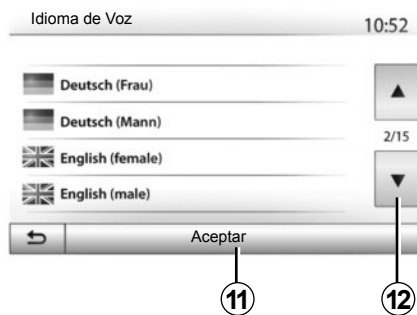 Idioma de Voz
10:52
Deutsch (Frau)
Deutsch (Mann)
2/15
English (female)
English (male)
Aceptar
11
12